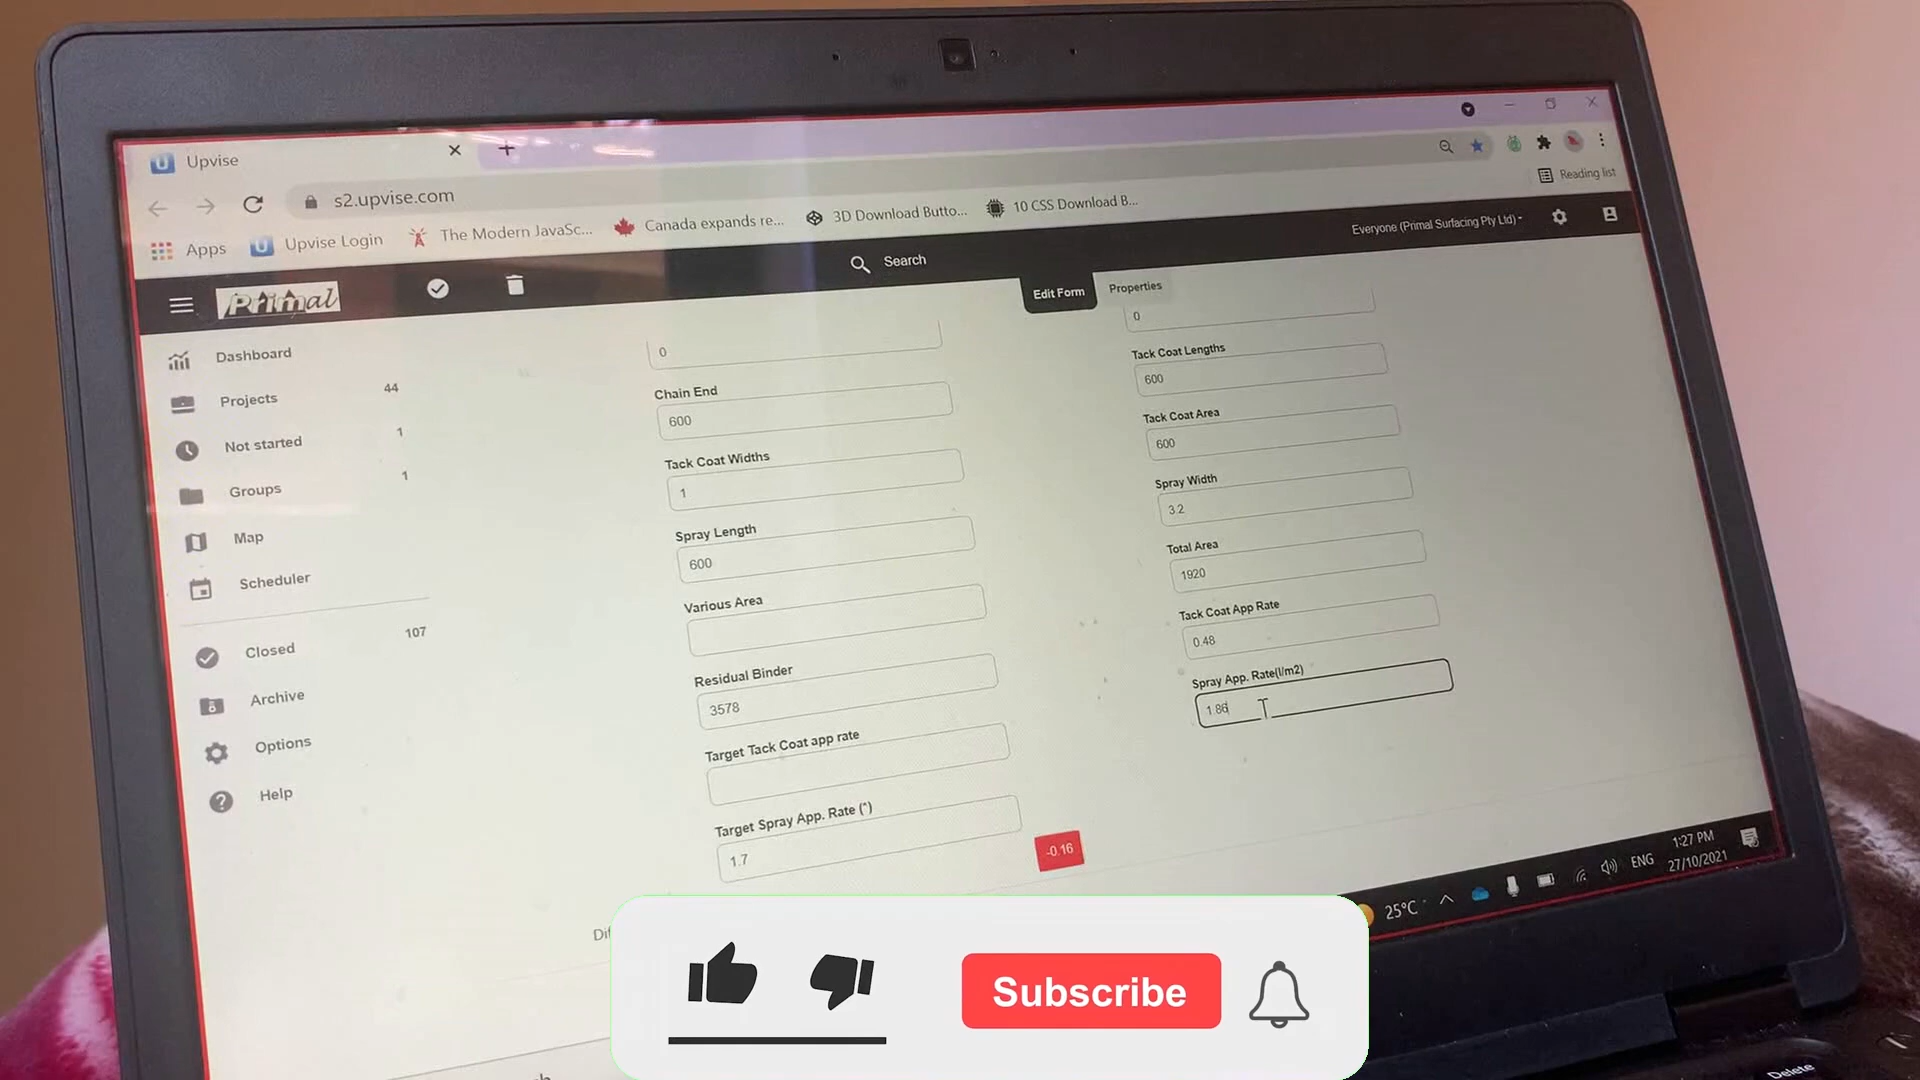 Upvise
s2.upvise.com
Reading list
Apps
Upvise Login
The Modern JavaSc...
Canada expands re...
3D Download Butto...
10 CSS Download B...
Everyone (Primal Surfacing Pty Ltd)
Primal
Search
Edit Form
Properties
Dashboard
Projects 44
Not started 1
Groups 1
Map
Scheduler
Closed 107
Archive
Options
Help
0
Chain End
600
Tack Coat Widths
1
Spray Length
600
Various Area
Residual Binder
3578
Target Tack Coat app rate
Target Spray App. Rate (*)
1.7
-0.16
0
Tack Coat Lengths
600
Tack Coat Area
600
Spray Width
3.2
Total Area
1920
Tack Coat App Rate
0.48
Spray App. Rate(l/m2)
1.86
25°C
ENG
1:27 PM
27/10/2021
Subscribe
Delete